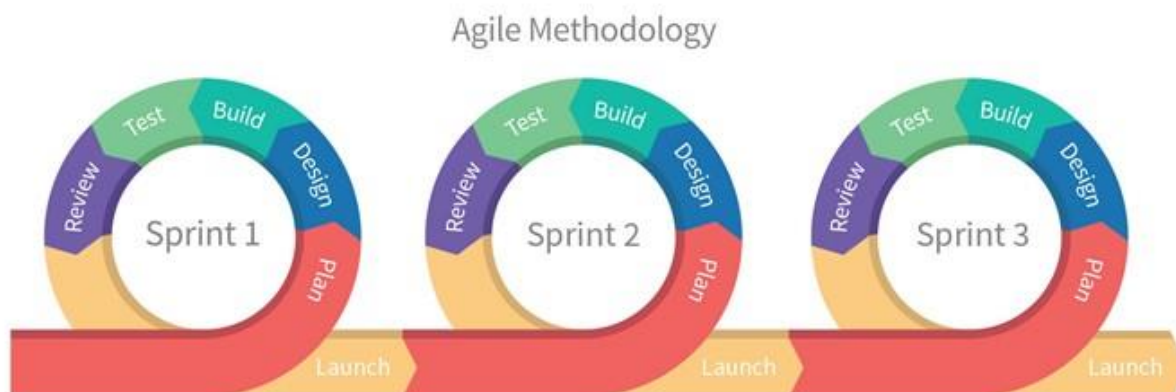 Agile Methodology
Test
Build
Review
Design
Sprint 1
Plan
Launch
Test
Build
Review
Design
Sprint 2
Plan
Launch
Test
Build
Review
Design
Sprint 3
Plan
Launch